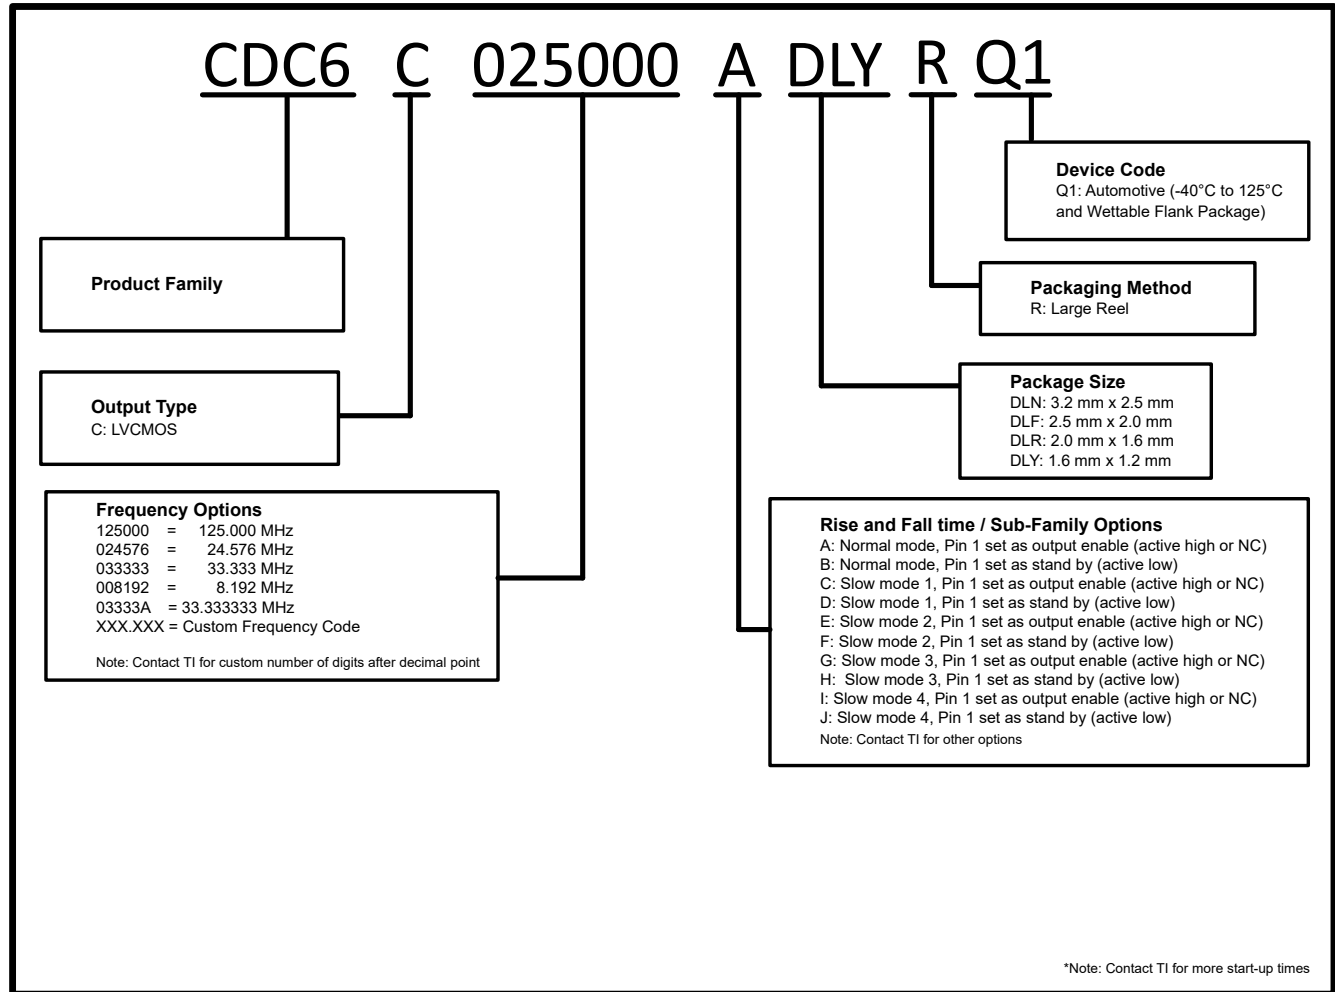 CDC6 C 025000 A DLY R Q1
Device Code
Q1: Automotive (-40°C to 125°C
and Wettable Flank Package)
Product Family
Packaging Method
R: Large Reel
Output Type
C: LVCMOS
Package Size
DLN: 3.2 mm x 2.5 mm
DLF: 2.5 mm x 2.0 mm
DLR: 2.0 mm x 1.6 mm
DLY: 1.6 mm x 1.2 mm
Frequency Options
125000 = 125.000 MHz
024576 = 24.576 MHz
033333 = 33.333 MHz
008192 = 8.192 MHz
03333A = 33.333333 MHz
XXX.XXX = Custom Frequency Code
Note: Contact TI for custom number of digits after decimal point
Rise and Fall time / Sub-Family Options
A: Normal mode, Pin 1 set as output enable (active high or NC)
B: Normal mode, Pin 1 set as stand by (active low)
C: Slow mode 1, Pin 1 set as output enable (active high or NC)
D: Slow mode 1, Pin 1 set as stand by (active low)
E: Slow mode 2, Pin 1 set as output enable (active high or NC)
F: Slow mode 2, Pin 1 set as stand by (active low)
G: Slow mode 3, Pin 1 set as output enable (active high or NC)
H: Slow mode 3, Pin 1 set as stand by (active low)
I: Slow mode 4, Pin 1 set as output enable (active high or NC)
J: Slow mode 4, Pin 1 set as stand by (active low)
Note: Contact TI for other options
*Note: Contact TI for more start-up times